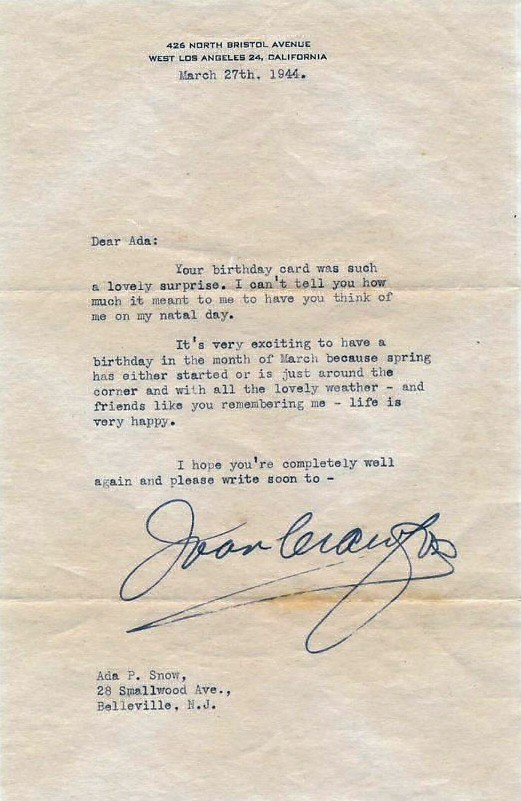 426 NORTH BRISTOL AVENUE
WEST LOS ANGELES 24, CALIFORNIA
March 27th, 1944.
Dear Ada:
Your birthday card was such
a lovely surprise. I can't tell you how
much it meant to me to have you think of
me on my natal day.
It's very exciting to have a
birthday in the month of March because spring
has either started or is just around the
corner and with all the lovely weather - and
friends like you remembering me - life is
very happy.
I hope you're completely well
again and please write soon to -
Joan Crawford
Ada P. Snow,
28 Smallwood Ave.,
Belleville, N.J.